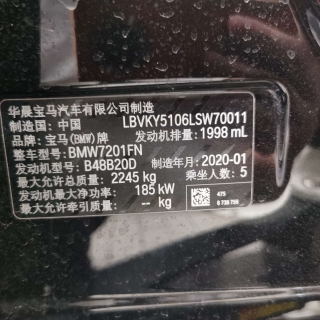 华晨宝马汽车有限公司制造
制造国：中国 LBVKY5106LSW70011
品牌：宝马(BMW)牌 发动机排量：1998 mL
整车型号：BMW7201FN
发动机型号：B48B20D 制造年月：2020-01
最大允许总质量：2245 kg 乘坐人数：5
最大净功率：185 kW
最大允许牵引质量：-- kg
475